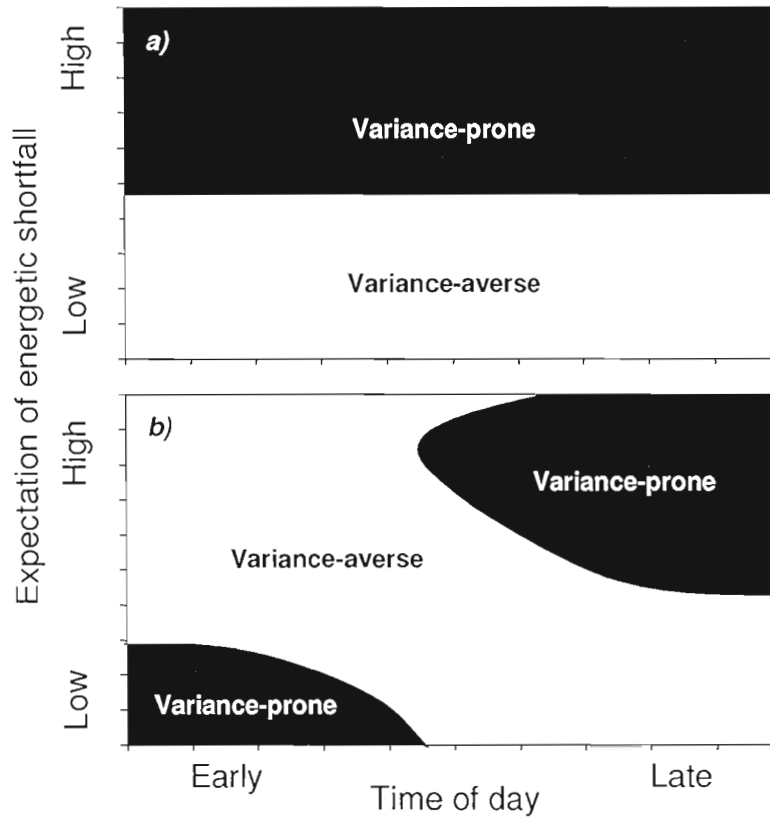 Expectation of energetic shortfall
High
Low
a)
Variance-prone
Variance-averse
High
Low
b)
Variance-prone
Variance-averse
Variance-prone
Early
Late
Time of day